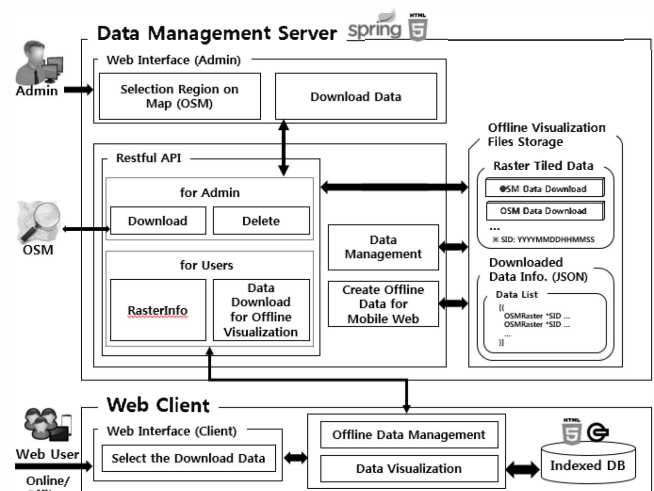 Data Management Server
spring
HTML
5
Admin
Web Interface (Admin)
Selection Region on
Map (OSM)
Download Data
Restful API
for Admin
Download
Delete
OSM
for Users
RasterInfo
Data
Download
for Offline
Visualization
Data
Management
Create Offline
Data for
Mobile Web
Offline Visualization
Files Storage
Raster Tiled Data
OSM Data Download
OSM Data Download
...
※ SID: YYYYMMDDHHMMSS
Downloaded
Data Info. (JSON)
Data List
[{
OSMRaster *SID ...
OSMRaster *SID ...
...
}]
Web Client
Web User
Online/
Web Interface (Client)
Select the Download Data
Offline Data Management
Data Visualization
HTML
5
Indexed DB